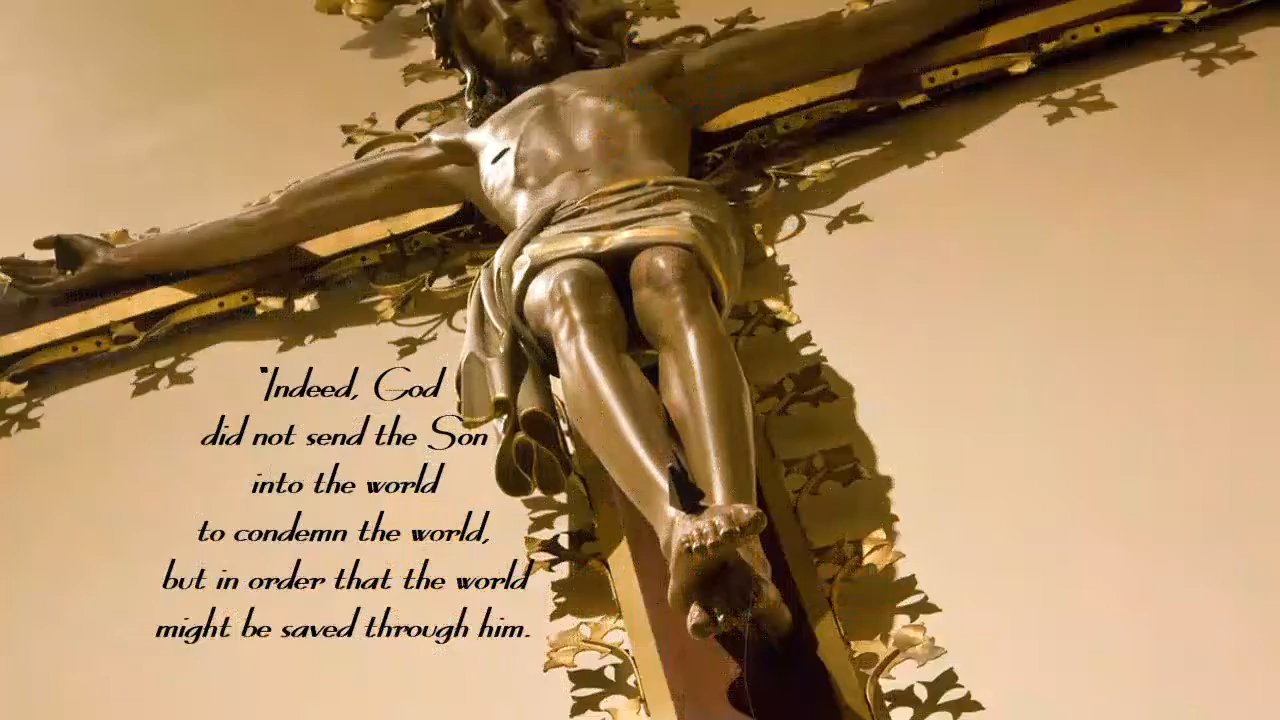 "Indeed, God
did not send the Son
into the world
to condemn the world,
but in order that the world
might be saved through him.